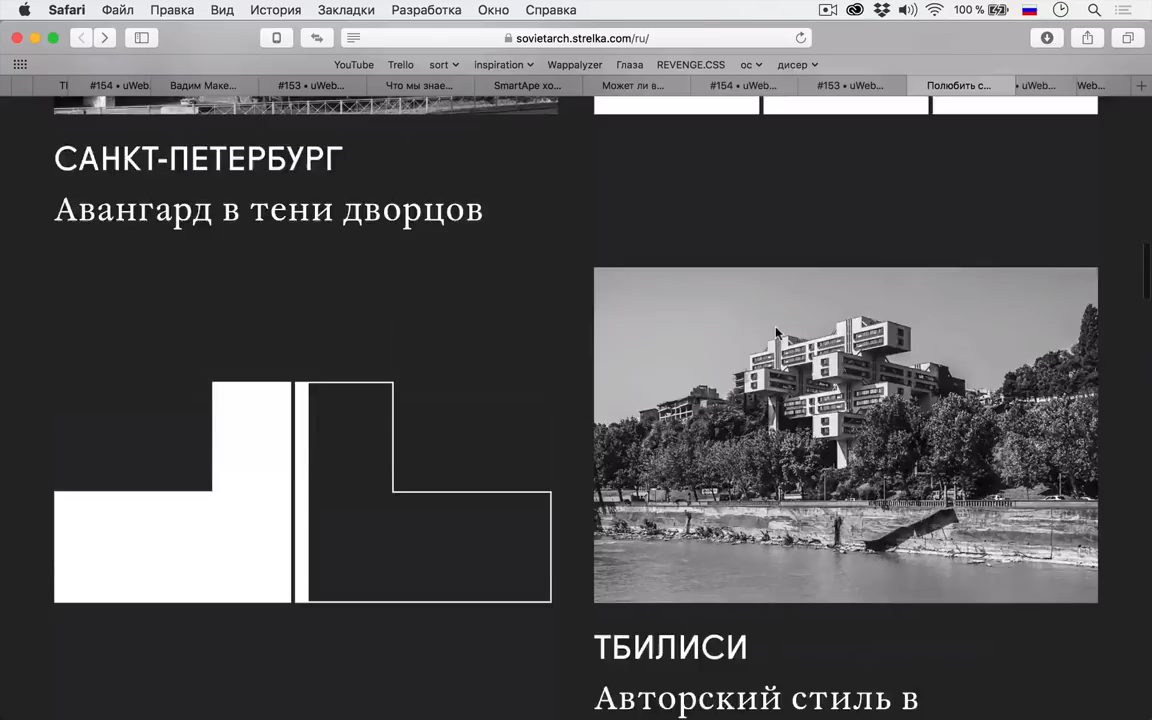 Safari Файл Правка Вид История Закладки Разработка Окно Справка 100 %
sovietarch.strelka.com/ru/
YouTube Trello sort inspiration Wappalyzer Глаза REVENGE.CSS ос дисер
#154 • uWeb. Вадим Маке... #153 • uWeb... Что мы знае... SmartApe хо... Может ли в... #154 • uWeb... #153 • uWeb... Полюбить с... • uWeb... Web...
САНКТ-ПЕТЕРБУРГ
Авангард в тени дворцов
ТБИЛИСИ
Авторский стиль в